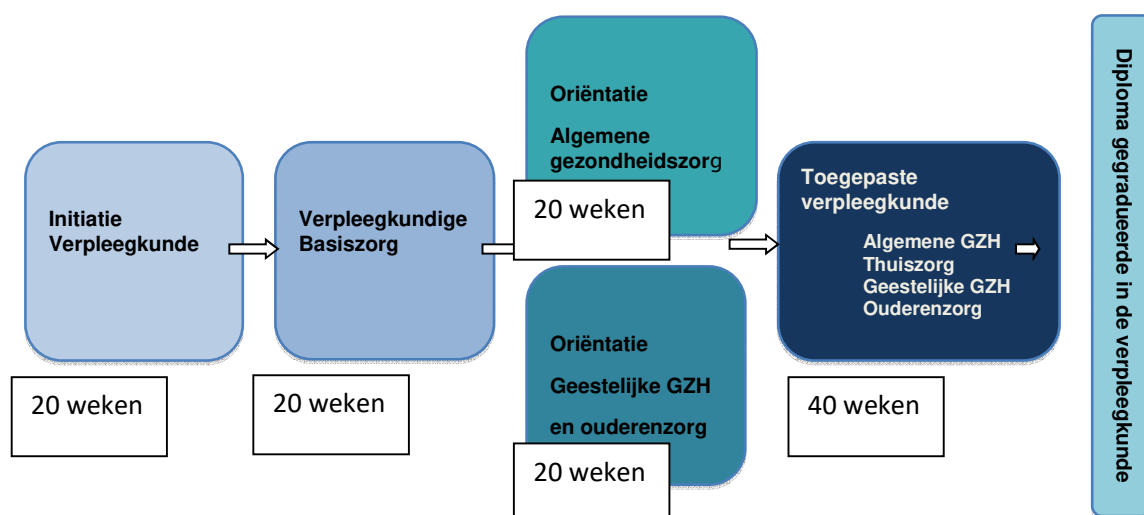 Initiatie
Verpleegkunde
20 weken
Verpleegkundige
Basiszorg
20 weken
Oriëntatie
Algemene
gezondheidszorg
20 weken
Oriëntatie
Geestelijke GZH
en ouderenzorg
20 weken
Toegepaste
verpleegkunde
Algemene GZH
Thuiszorg
Geestelijke GZH
Ouderenzorg
40 weken
Diploma gegradueerde in de verpleegkunde